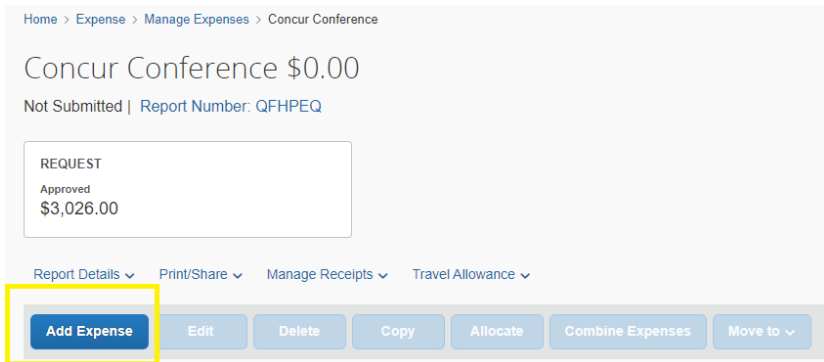 Home > Expense > Manage Expenses > Concur Conference
Concur Conference $0.00
Not Submitted | Report Number: QFHPEQ
REQUEST
Approved
$3,026.00
Report Details Print/Share Manage Receipts Travel Allowance
Add Expense Edit Delete Copy Allocate Combine Expenses Move to